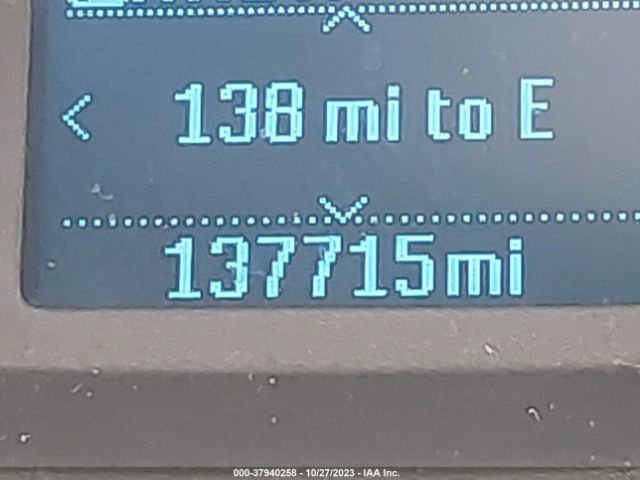 138 mi to E
137715mi
000-37940258 - 10/27/2023 - IAA Inc.